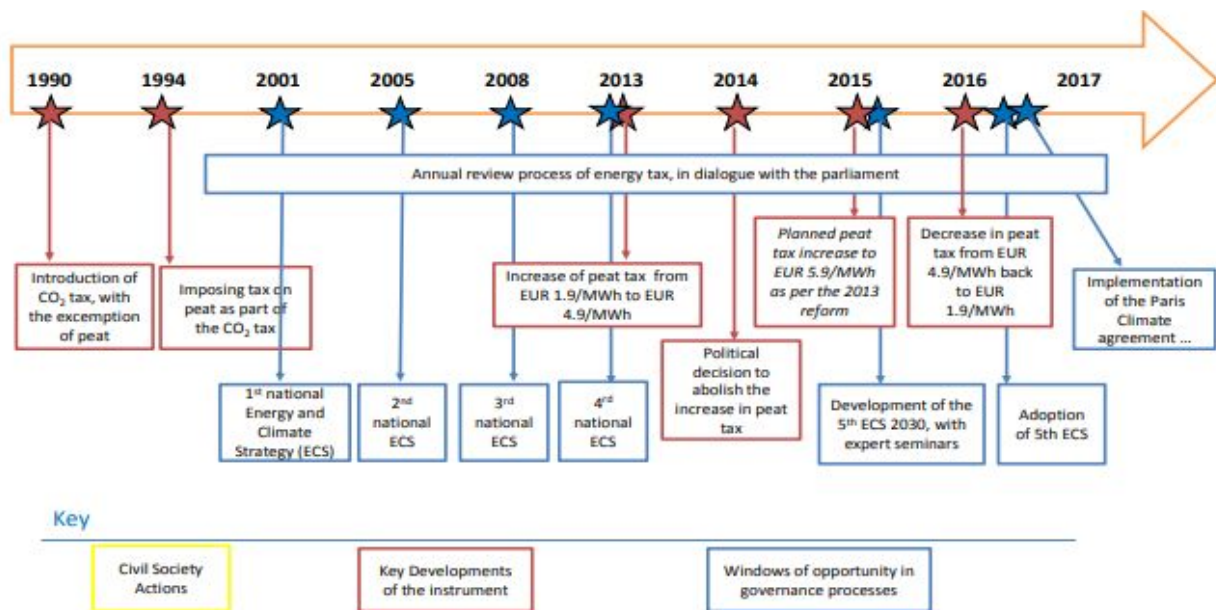 1990 1994 2001 2005 2008 2013 2014 2015 2016 2017
Annual review process of energy tax, in dialogue with the parliament
Introduction of
CO₂ tax, with
the excemption
of peat
Imposing tax on
peat as part of
the CO₂ tax
Increase of peat tax from
EUR 1.9/MWh to EUR
4.9/MWh
Planned peat
tax increase to
EUR 5.9/MWh
as per the 2013
reform
Decrease in peat
tax from EUR
4.9/MWh back
to EUR
1.9/MWh
Implementation
of the Paris
Climate
agreement ...
1st national
Energy and
Climate
Strategy (ECS)
2nd
national
ECS
3rd
national
ECS
4rd
national
ECS
Political
decision to
abolish the
increase in peat
tax
Development of the
5th ECS 2030, with
expert seminars
Adoption
of 5th ECS
Key
Civil Society
Actions
Key Developments
of the instrument
Windows of opportunity in
governance processes